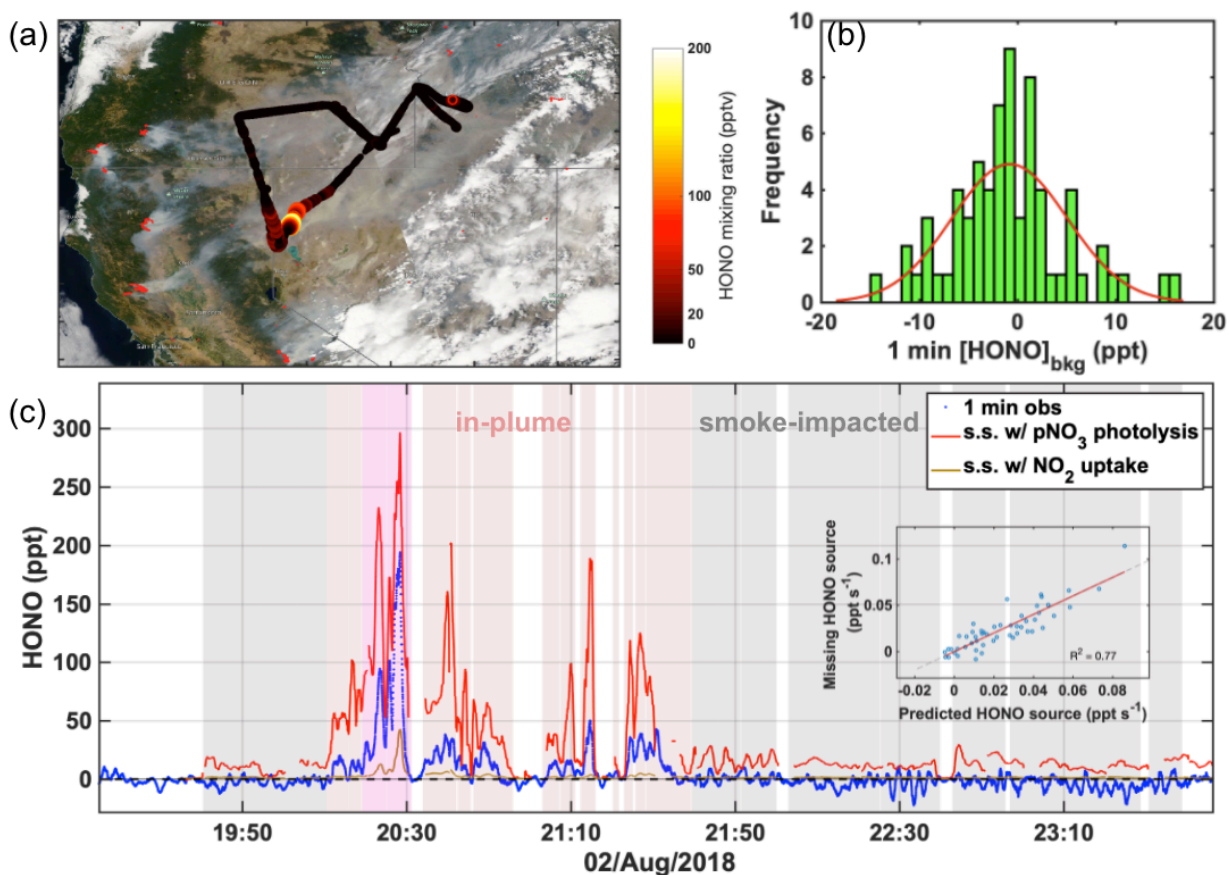 (a)
200
100
50
20
0
HONO mixing ratio (pptv)
(b)
10
8
6
4
2
0
Frequency
-20
-10
0
10
20
1 min [HONO]bkg (ppt)
(c)
in-plume
smoke-impacted
1 min obs
s.s. w/ pNO3 photolysis
s.s. w/ NO2 uptake
300
250
200
150
100
50
0
HONO (ppt)
0.1
0.05
0
Missing HONO source
(ppt s-1)
R2 = 0.77
-0.02
0
0.02
0.04
0.06
0.08
Predicted HONO source (ppt s-1)
19:50
20:30
21:10
21:50
22:30
23:10
02/Aug/2018